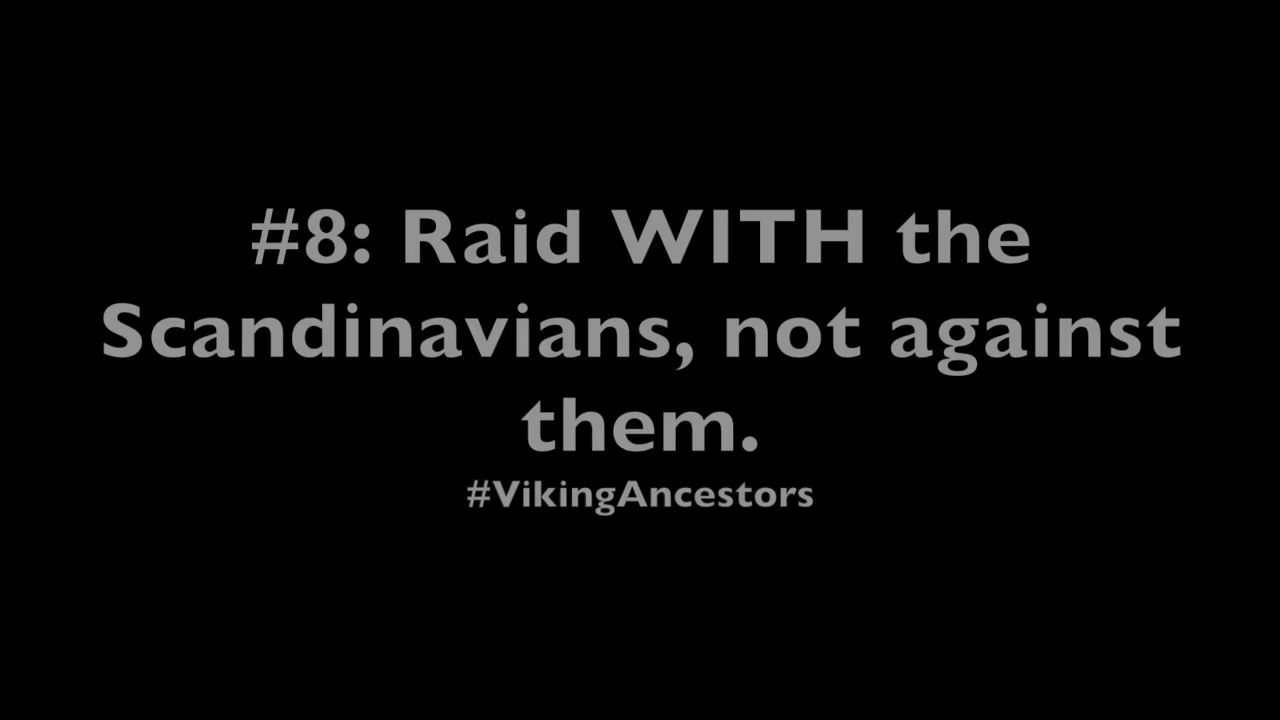 #8: Raid WITH the
Scandinavians, not against
them.
#VikingAncestors